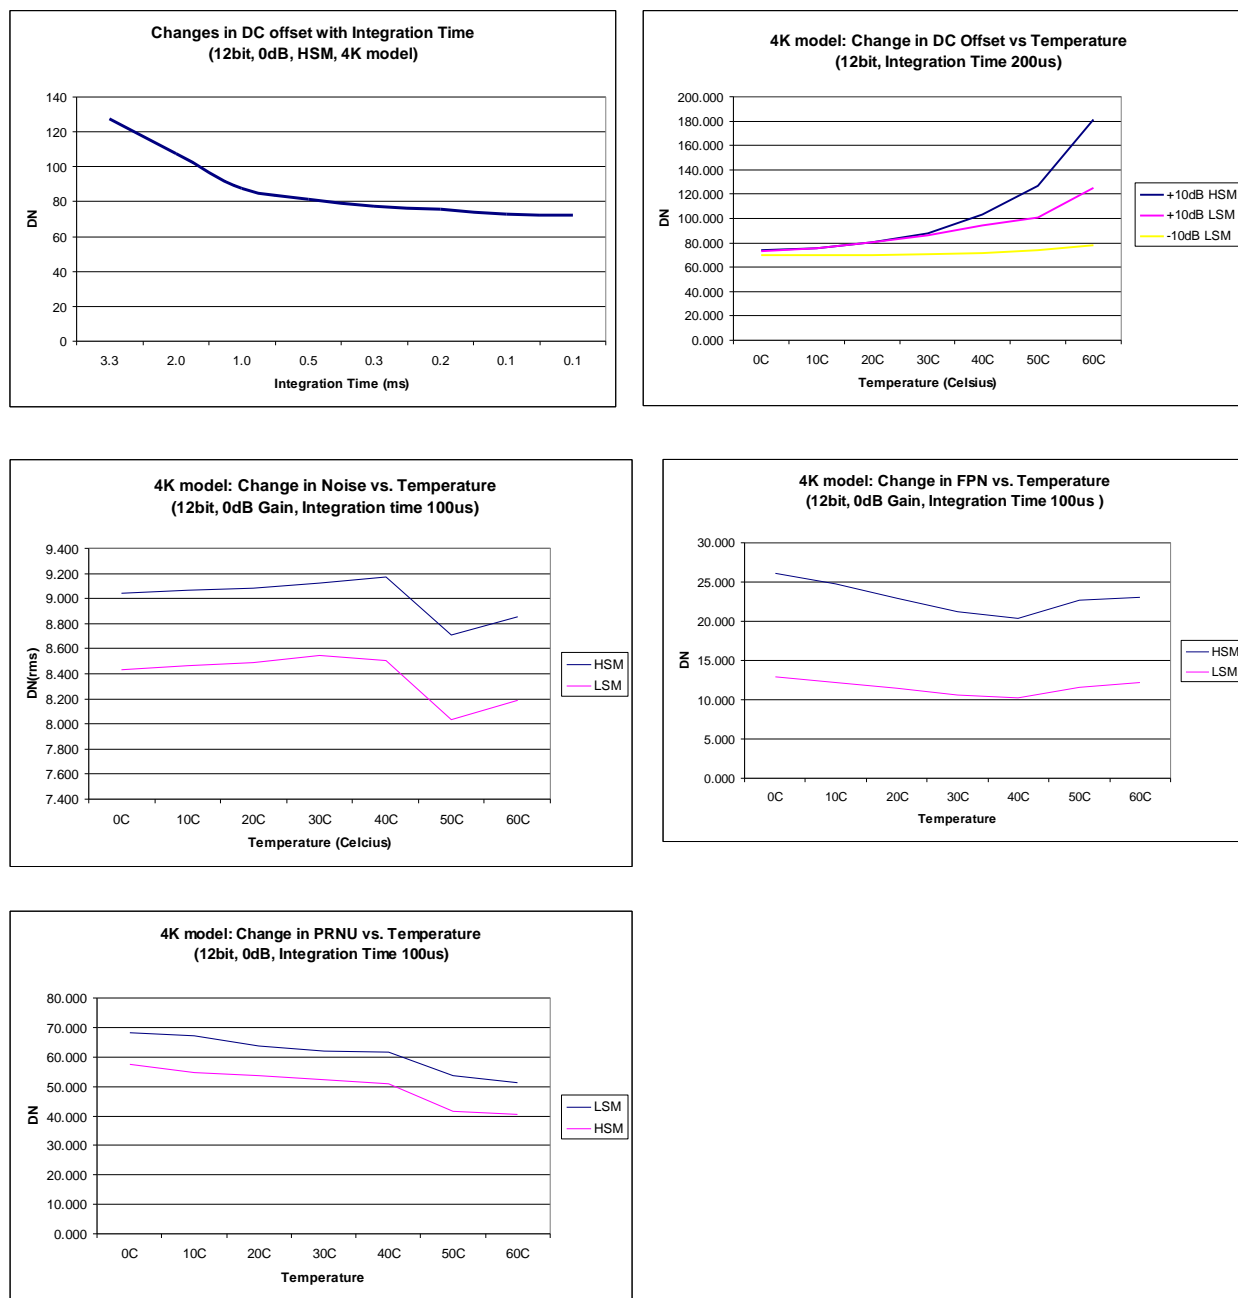 Changes in DC offset with Integration Time
(12bit, 0dB, HSM, 4K model)
140
120
100
80
60
40
20
0
DN
3.3 2.0 1.0 0.5 0.3 0.2 0.1 0.1
Integration Time (ms)
4K model: Change in DC Offset vs Temperature
(12bit, Integration Time 200us)
200.000
180.000
160.000
140.000
120.000
100.000
80.000
60.000
40.000
20.000
0.000
DN
0C 10C 20C 30C 40C 50C 60C
Temperature (Celsius)
+10dB HSM
+10dB LSM
-10dB LSM
4K model: Change in Noise vs. Temperature
(12bit, 0dB Gain, Integration time 100us)
9.400
9.200
9.000
8.800
8.600
8.400
8.200
8.000
7.800
7.600
7.400
DN(rms)
0C 10C 20C 30C 40C 50C 60C
Temperature (Celcius)
HSM
LSM
4K model: Change in FPN vs. Temperature
(12bit, 0dB Gain, Integration Time 100us )
30.000
25.000
20.000
15.000
10.000
5.000
0.000
DN
0C 10C 20C 30C 40C 50C 60C
Temperature
HSM
LSM
4K model: Change in PRNU vs. Temperature
(12bit, 0dB, Integration Time 100us)
80.000
70.000
60.000
50.000
40.000
30.000
20.000
10.000
0.000
DN
0C 10C 20C 30C 40C 50C 60C
Temperature
LSM
HSM